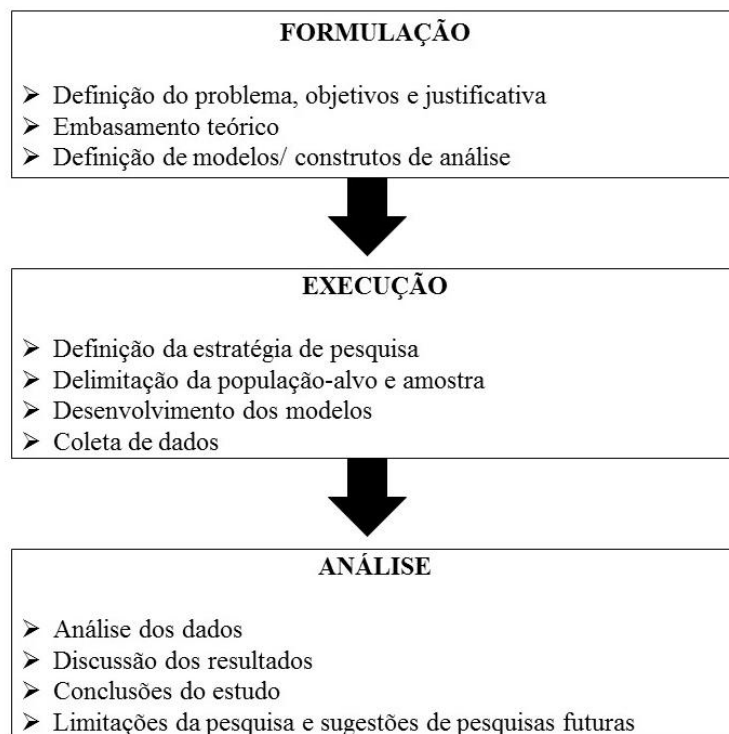 FORMULAÇÃO
➤ Definição do problema, objetivos e justificativa
➤ Embasamento teórico
➤ Definição de modelos/ construtos de análise
EXECUÇÃO
➤ Definição da estratégia de pesquisa
➤ Delimitação da população-alvo e amostra
➤ Desenvolvimento dos modelos
➤ Coleta de dados
ANÁLISE
➤ Análise dos dados
➤ Discussão dos resultados
➤ Conclusões do estudo
➤ Limitações da pesquisa e sugestões de pesquisas futuras